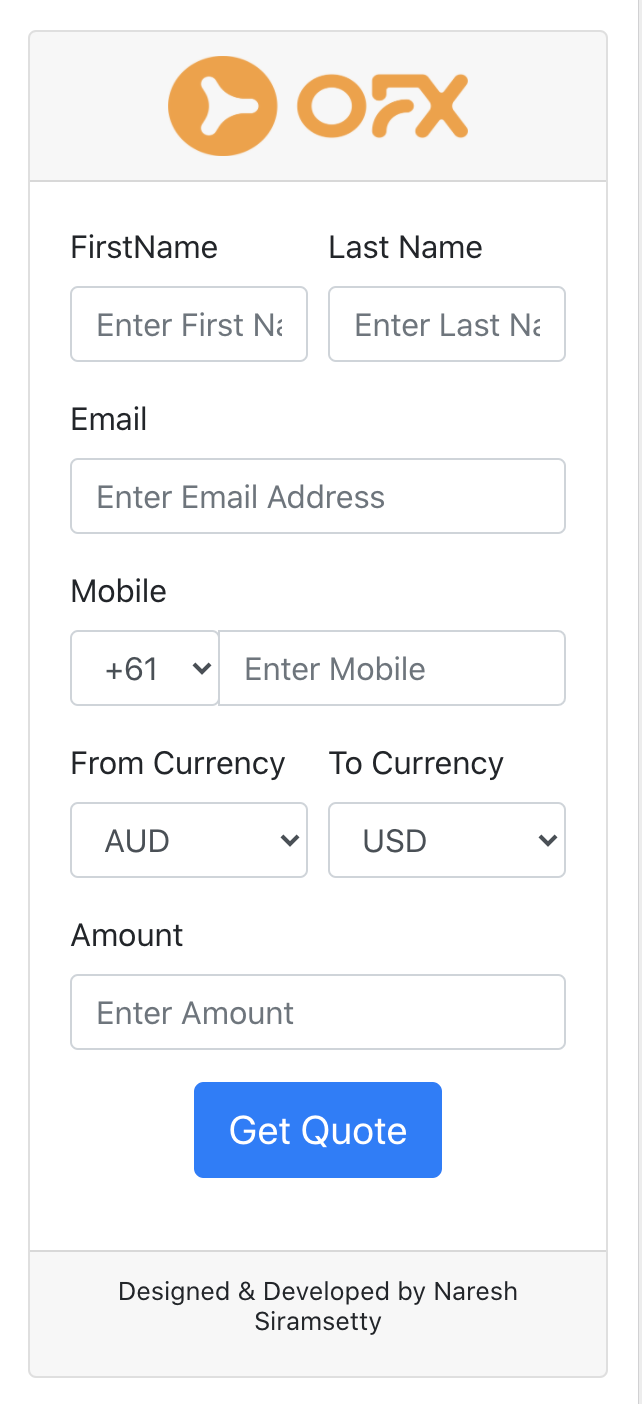 OFX
FirstName Last Name
Enter First Na Enter Last Na
Email
Enter Email Address
Mobile
+61 Enter Mobile
From Currency To Currency
AUD USD
Amount
Enter Amount
Get Quote
Designed & Developed by Naresh
Siramsetty